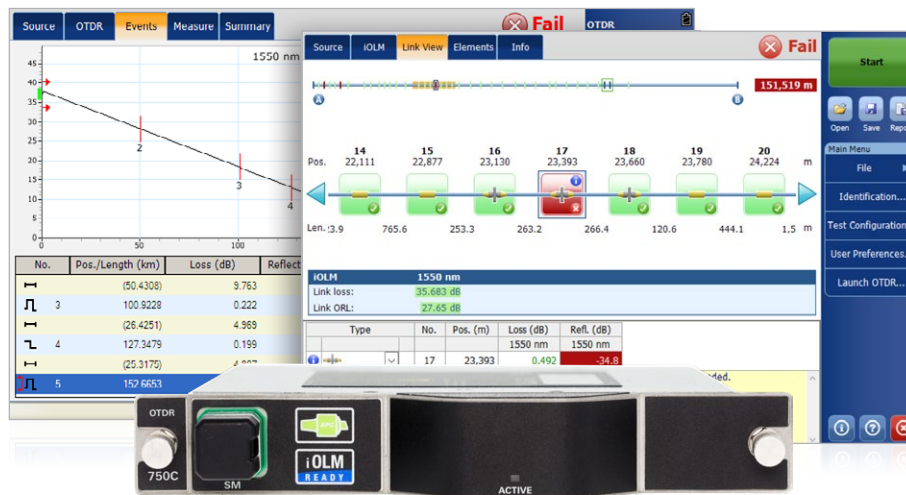 Source OTDR Events Measure Summary
Fail
OTDR
1550 nm
45
40
35
30
25
20
15
10
5
0
0 50 100
2
3
4
No. Pos./Length (km) Loss (dB) Reflect
(50.4308) 9.763
3 100.9228 0.222
(26.4251) 4.969
4 127.3479 0.199
(25.3175)
5 152.6653
Source iOLM Link View Elements Info
Fail
151,519 m
A B
14 15 16 17 18 19 20
Pos. 22,111 22,877 23,130 23,393 23,660 23,780 24,224 m
Len. :3.9 765.6 253.3 263.2 266.4 120.6 444.1 1.5 m
iOLM 1550 nm
Link loss: 35.683 dB
Link ORL: 27.65 dB
Type No. Pos. (m) Loss (dB) Refl. (dB)
1550 nm 1550 nm
17 23,393 0.492 -34.8
ded.
Start
Open Save Repo
Main Menu
File
Identification...
Test Configuration
User Preferences.
Launch OTDR...
OTDR
750C
SM
APC
iOLM
READY
ACTIVE